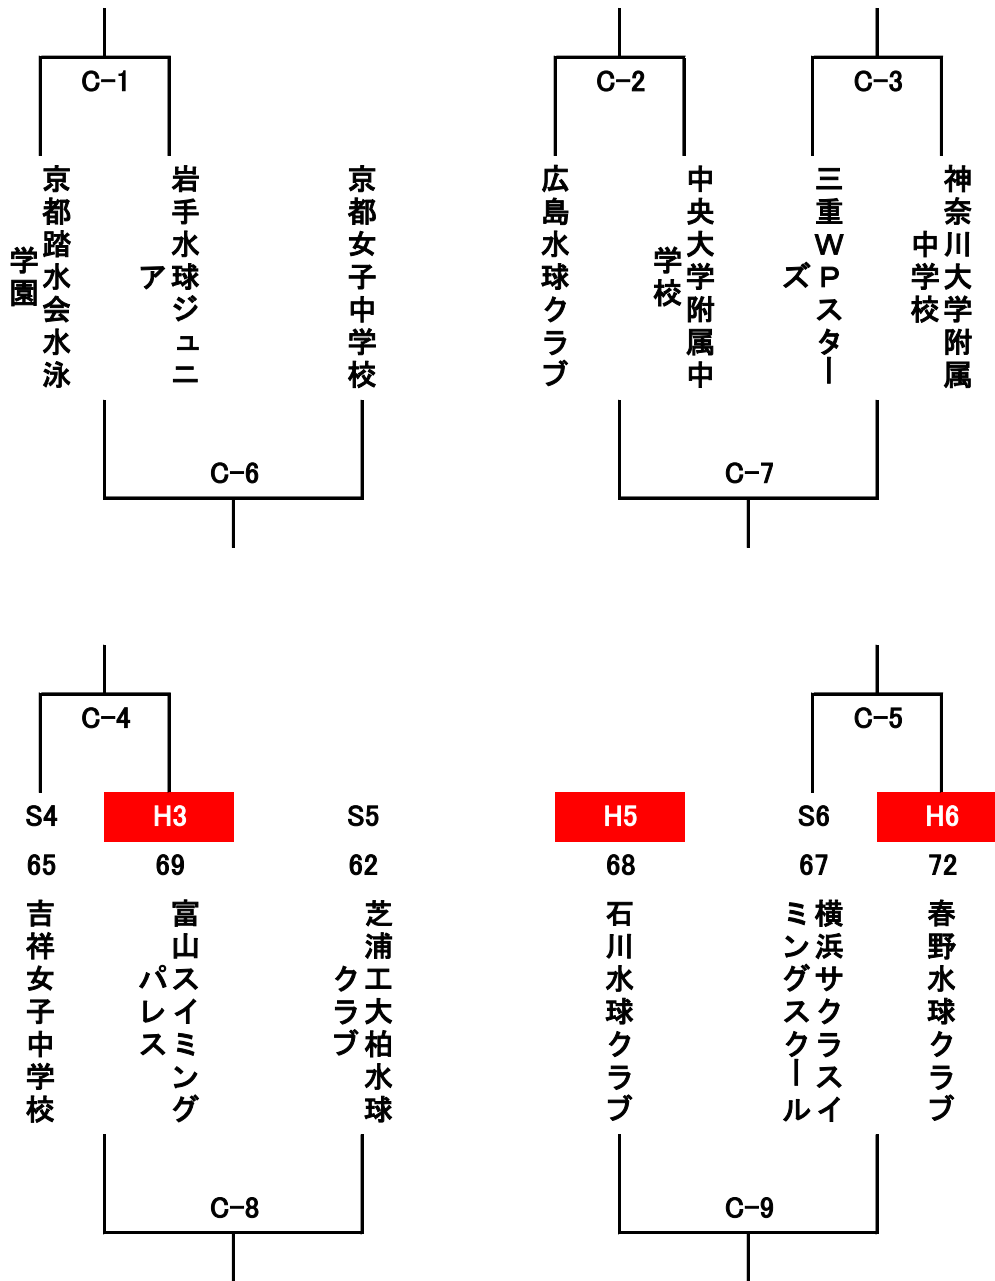 C-1
C-2
C-3
京都踏水会水泳
学園
岩手水球ジュニ
ア
京都女子中学校
広島水球クラブ
中央大学附属中
学校
三重WPスター
ズ
神奈川大学附属
中学校
C-6
C-7
C-4
C-5
S4
H3
S5
H5
S6
H6
65
69
62
68
67
72
吉祥女子中学校
富山スイミング
パレス
芝浦工大柏水球
クラブ
石川水球クラブ
横浜サクラスイ
ミングスクール
春野水球クラブ
C-8
C-9